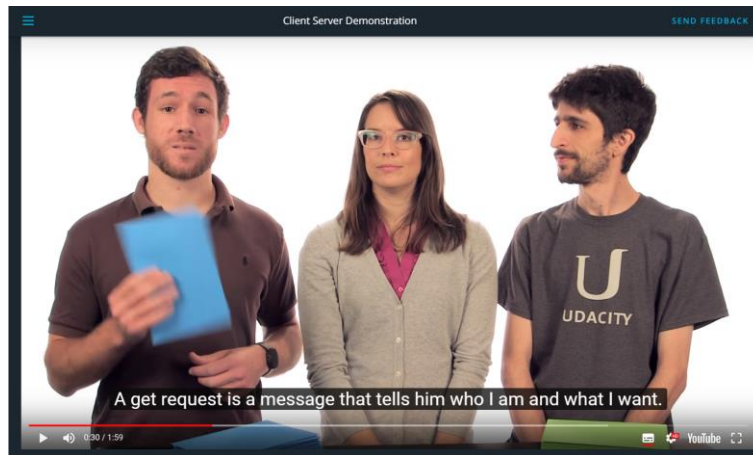 Client Server Demonstration
SEND FEEDBACK
U
UDACITY
A get request is a message that tells him who I am and what I want.
0:30 / 1:59
YouTube